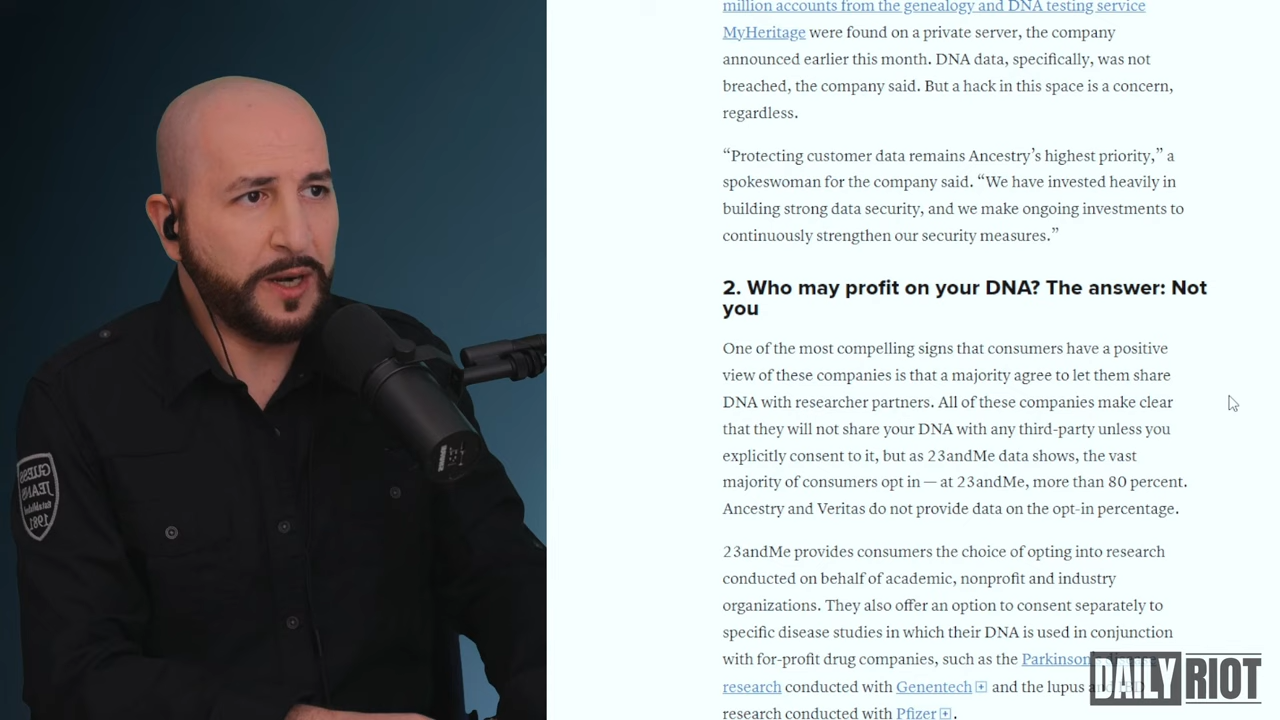 million accounts from the genealogy and DNA testing service
MyHeritage were found on a private server, the company
announced earlier this month. DNA data, specifically, was not
breached, the company said. But a hack in this space is a concern,
regardless.
“Protecting customer data remains Ancestry’s highest priority,” a
spokeswoman for the company said. “We have invested heavily in
building strong data security, and we make ongoing investments to
continuously strengthen our security measures.”
2. Who may profit on your DNA? The answer: Not
you
One of the most compelling signs that consumers have a positive
view of these companies is that a majority agree to let them share
DNA with researcher partners. All of these companies make clear
that they will not share your DNA with any third-party unless you
explicitly consent to it, but as 23andMe data shows, the vast
majority of consumers opt in — at 23andMe, more than 80 percent.
Ancestry and Veritas do not provide data on the opt-in percentage.
23andMe provides consumers the choice of opting into research
conducted on behalf of academic, nonprofit and industry
organizations. They also offer an option to consent separately to
specific disease studies in which their DNA is used in conjunction
with for-profit drug companies, such as the Parkinson's disease
research conducted with Genentech and the lupus and IBD
research conducted with Pfizer.
GUESS
JEANS
1981
DAILY RIOT